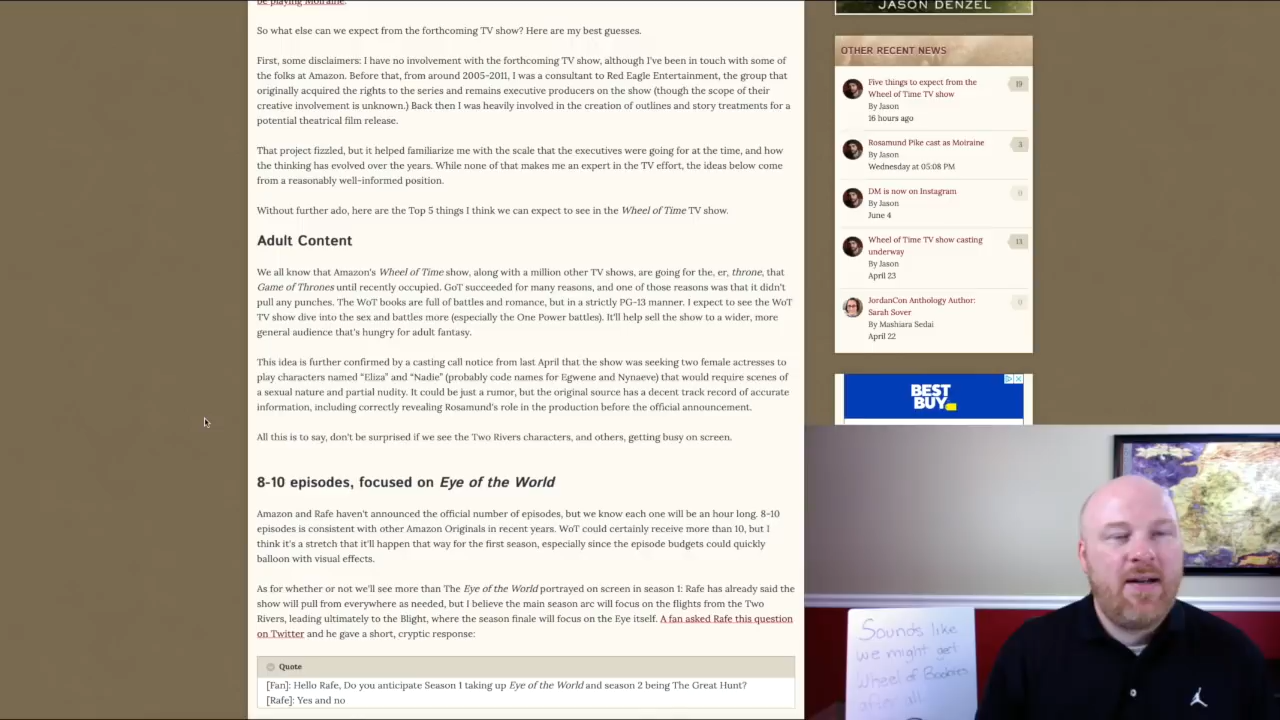 be playing Moiraine.
So what else can we expect from the forthcoming TV show? Here are my best guesses.
First, some disclaimers: I have no involvement with the forthcoming TV show, although I've been in touch with some of
the folks at Amazon. Before that, from around 2005-2011, I was a consultant to Red Eagle Entertainment, the group that
originally acquired the rights to the series and remains executive producers on the show (though the scope of their
creative involvement is unknown.) Back then I was heavily involved in the creation of outlines and story treatments for a
potential theatrical film release.
That project fizzled, but it helped familiarize me with the scale that the executives were going for at the time, and how
the thinking has evolved over the years. While none of that makes me an expert in the TV effort, the ideas below come
from a reasonably well-informed position.
Without further ado, here are the Top 5 things I think we can expect to see in the Wheel of Time TV show.
Adult Content
We all know that Amazon's Wheel of Time show, along with a million other TV shows, are going for the, er, throne, that
Game of Thrones until recently occupied. GoT succeeded for many reasons, and one of those reasons was that it didn't
pull any punches. The WoT books are full of battles and romance, but in a strictly PG-13 manner. I expect to see the WoT
TV show dive into the sex and battles more (especially the One Power battles). It'll help sell the show to a wider, more
general audience that's hungry for adult fantasy.
This idea is further confirmed by a casting call notice from last April that the show was seeking two female actresses to
play characters named “Eliza” and “Nadie” (probably code names for Egwene and Nynaeve) that would require scenes of
a sexual nature and partial nudity. It could be just a rumor, but the original source has a decent track record of accurate
information, including correctly revealing Rosamund's role in the production before the official announcement.
All this is to say, don't be surprised if we see the Two Rivers characters, and others, getting busy on screen.
8-10 episodes, focused on Eye of the World
Amazon and Rafe haven't announced the official number of episodes, but we know each one will be an hour long. 8-10
episodes is consistent with other Amazon Originals in recent years. WoT could certainly receive more than 10, but I
think it's a stretch that it'll happen that way for the first season, especially since the episode budgets could quickly
balloon with visual effects.
As for whether or not we'll see more than The Eye of the World portrayed on screen in season 1: Rafe has already said the
show will pull from everywhere as needed, but I believe the main season arc will focus on the flights from the Two
Rivers, leading ultimately to the Blight, where the season finale will focus on the Eye itself. A fan asked Rafe this question
on Twitter and he gave a short, cryptic response:
Quote
[Fan]: Hello Rafe, Do you anticipate Season 1 taking up Eye of the World and season 2 being The Great Hunt?
[Rafe]: Yes and no
JASON DENZEL
OTHER RECENT NEWS
Five things to expect from the
Wheel of Time TV show
By Jason
16 hours ago
19
Rosamund Pike cast as Moiraine
By Jason
Wednesday at 05:08 PM
3
DM is now on Instagram
By Jason
June 4
0
Wheel of Time TV show casting
underway
By Jason
April 23
13
JordanCon Anthology Author:
Sarah Sover
By Mashiara Sedai
April 22
0
BEST
BUY
Sounds like
we might get
Wheel of Boobies
after all